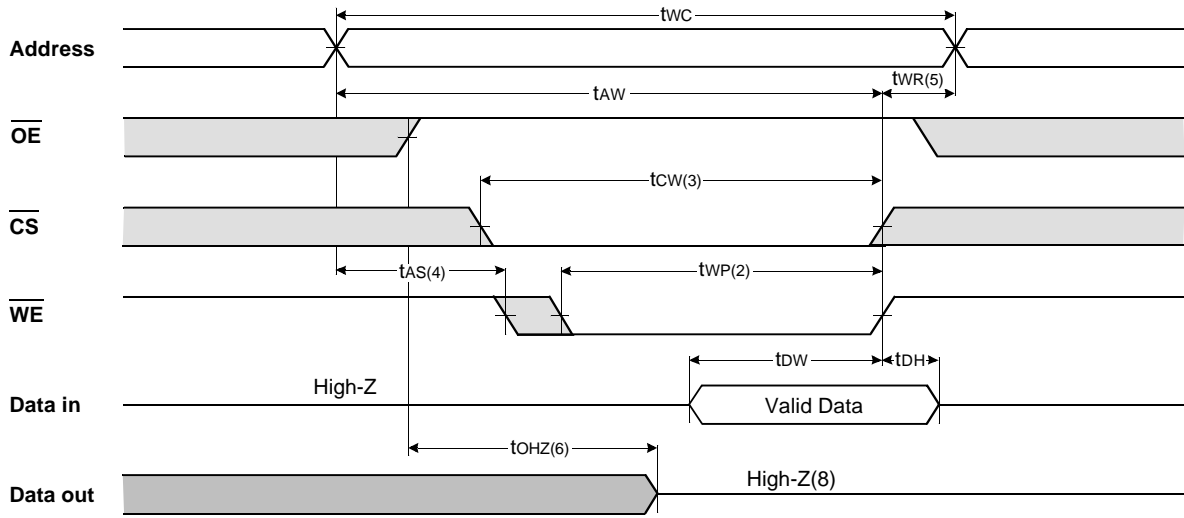 tWC
Address
tAW
tWR(5)
OE
tCW(3)
CS
tAS(4)
tWP(2)
WE
tDW
tDH
High-Z
Data in
Valid Data
tOHZ(6)
High-Z(8)
Data out